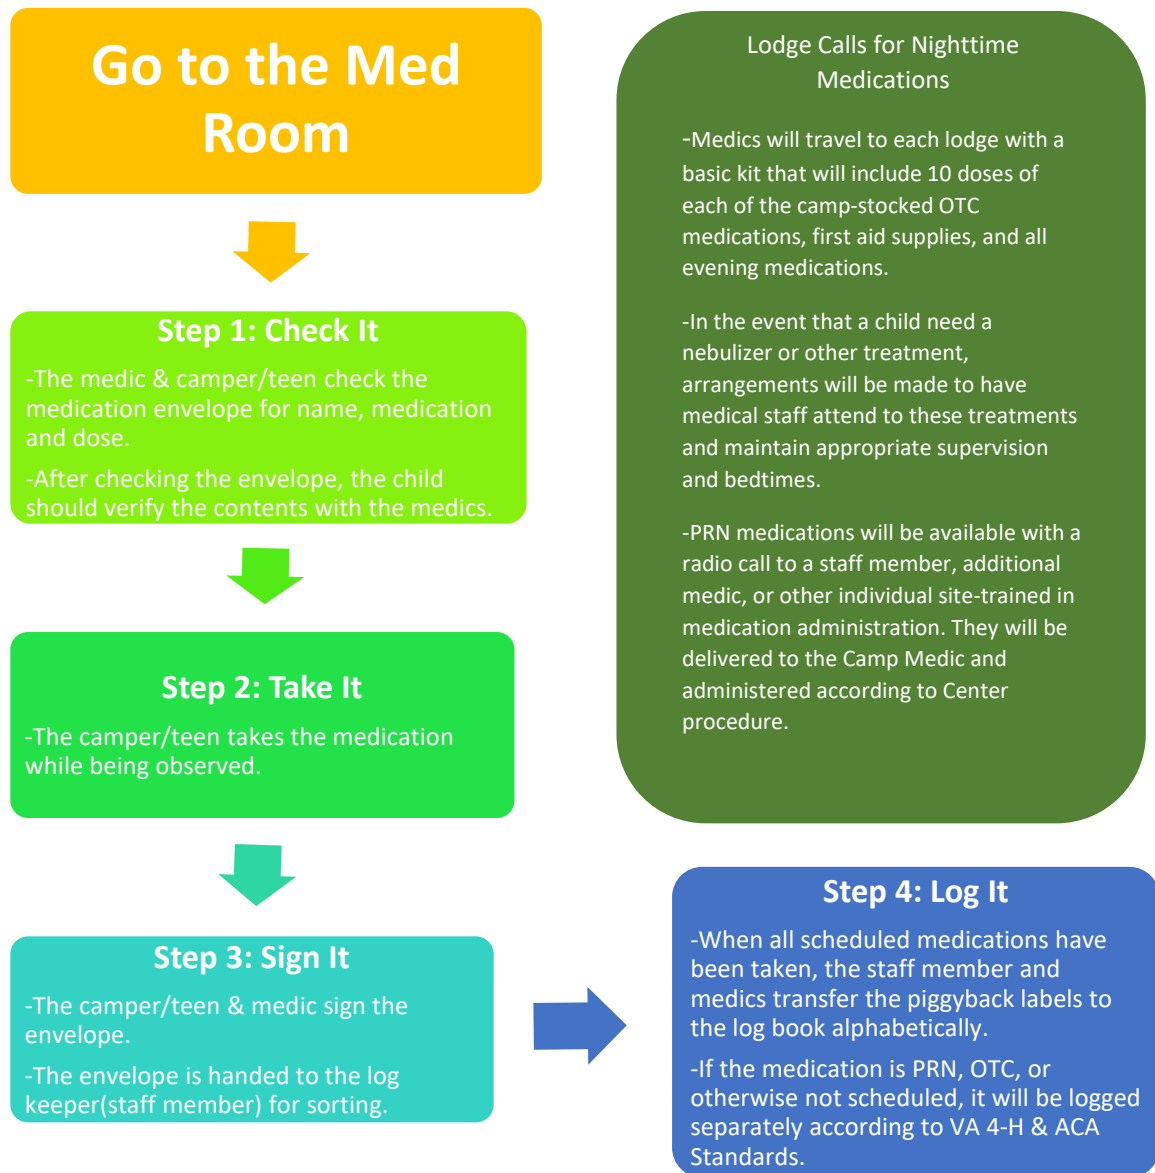 Go to the Med
Room
Step 1: Check It
-The medic & camper/teen check the
medication envelope for name, medication
and dose.
-After checking the envelope, the child
should verify the contents with the medics.
Step 2: Take It
-The camper/teen takes the medication
while being observed.
Step 3: Sign It
-The camper/teen & medic sign the
envelope.
-The envelope is handed to the log
keeper(staff member) for sorting.
Step 4: Log It
-When all scheduled medications have
been taken, the staff member and
medics transfer the piggyback labels to
the log book alphabetically.
-If the medication is PRN, OTC, or
otherwise not scheduled, it will be logged
separately according to VA 4-H & ACA
Standards.
Lodge Calls for Nighttime
Medications
-Medics will travel to each lodge with a
basic kit that will include 10 doses of
each of the camp-stocked OTC
medications, first aid supplies, and all
evening medications.
-In the event that a child need a
nebulizer or other treatment,
arrangements will be made to have
medical staff attend to these treatments
and maintain appropriate supervision
and bedtimes.
-PRN medications will be available with a
radio call to a staff member, additional
medic, or other individual site-trained in
medication administration. They will be
delivered to the Camp Medic and
administered according to Center
procedure.